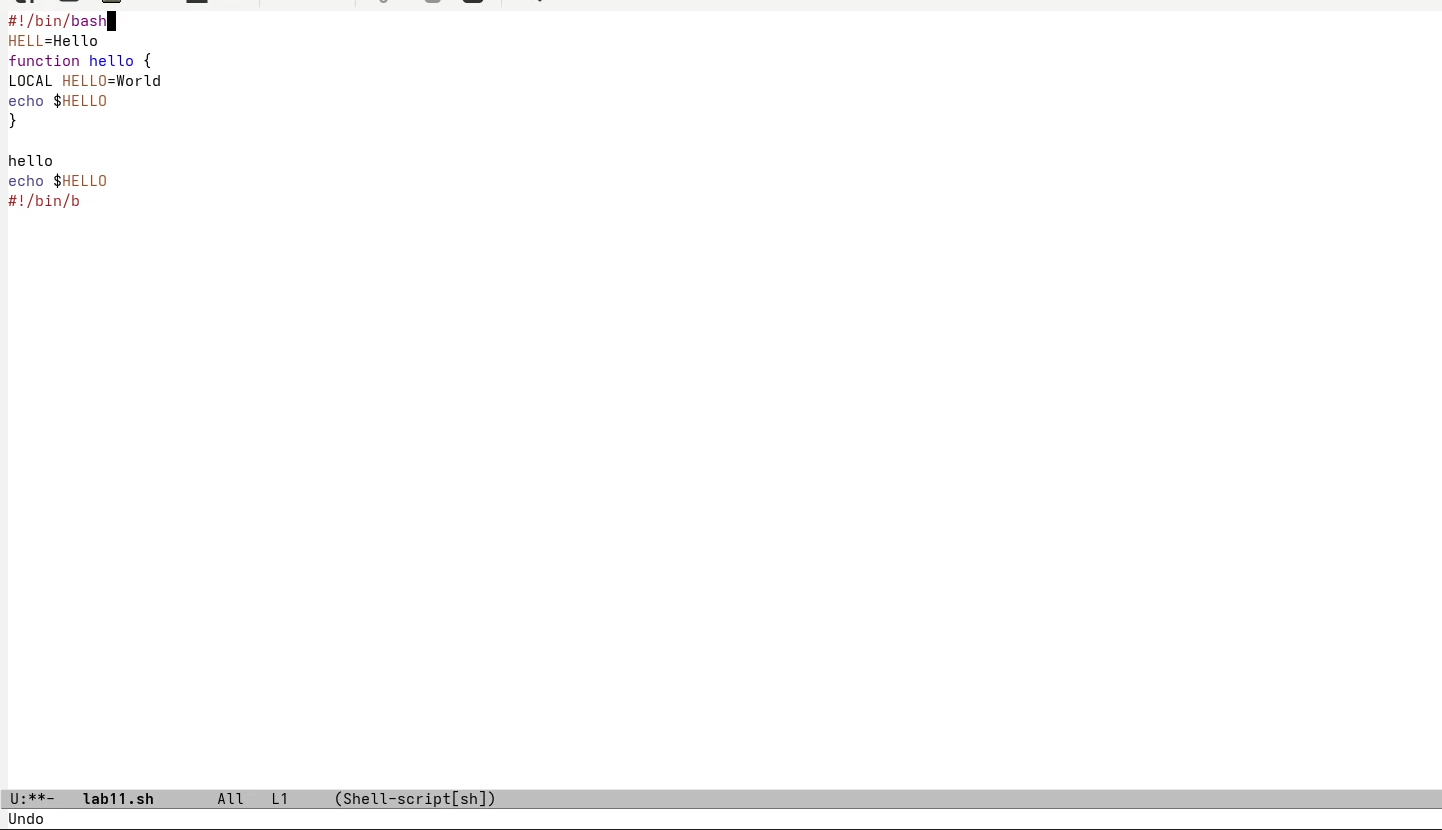 #!/bin/bash
HELL=Hello
function hello {
LOCAL HELLO=World
echo $HELLO
}
hello
echo $HELLO
#!/bin/b
U:**-   lab11.sh   All   L1   (Shell-script[sh])
Undo